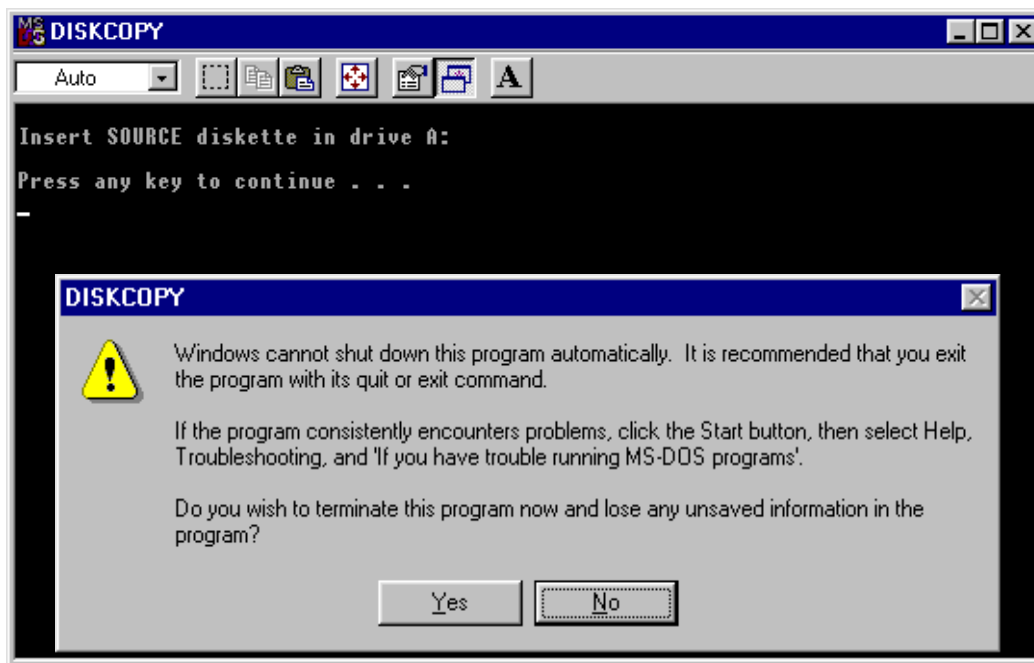 MS DOS DISKCOPY
Auto
A
Insert SOURCE diskette in drive A:
Press any key to continue . . .
DISKCOPY
Windows cannot shut down this program automatically.  It is recommended that you exit
the program with its quit or exit command.
If the program consistently encounters problems, click the Start button, then select Help,
Troubleshooting, and 'If you have trouble running MS-DOS programs'.
Do you wish to terminate this program now and lose any unsaved information in the
program?
Yes No